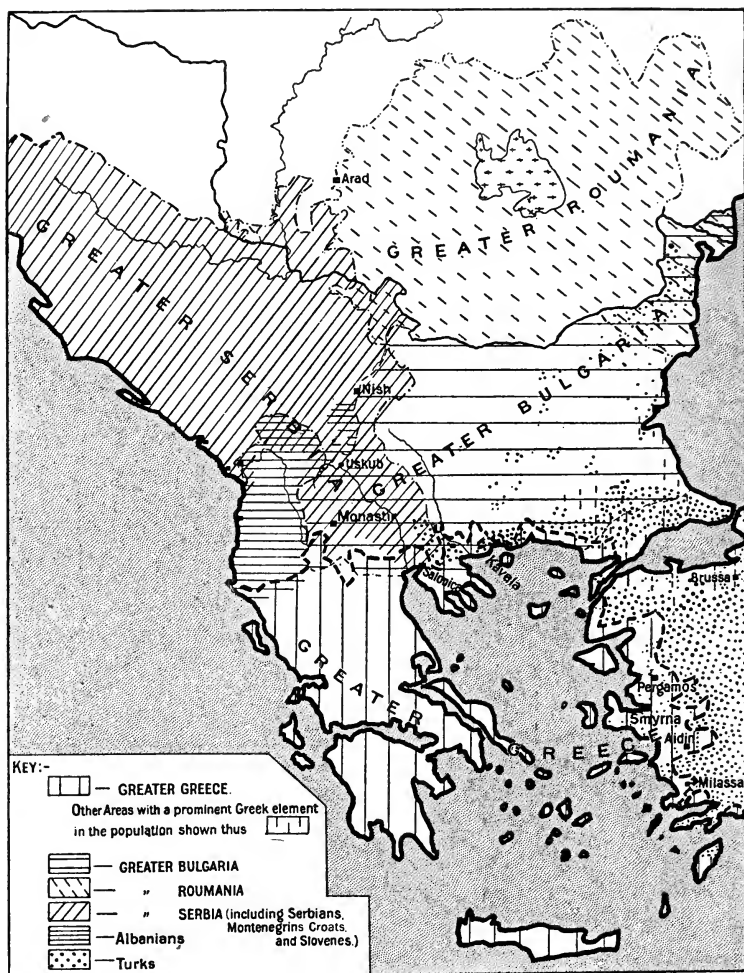 Arad
GREATER ROUMANIA
GREATER SERBIA
Nish
GREATER BULGARIA
Uskub
Monastir
Salonica
Kavala
Brussa
Pergamos
Smyrna
Aidin
Milassa
GREATER
GREECE
KEY:-
— GREATER GREECE.
Other Areas with a prominent Greek element
in the population shown thus
— GREATER BULGARIA
— „ ROUMANIA
— „ SERBIA (including Serbians,
Montenegrins Croats,
and Slovenes.)
— Albanians
— Turks